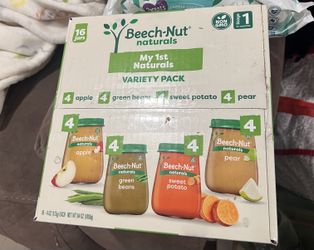 16
jars
Beech-Nut
naturals
NON
GMO
STAGE 1
My 1st
Naturals
VARIETY PACK
4 apple 4 green beans 4 sweet potato 4 pear
4
4
4
4
Beech-Nut
naturals
apple
Beech-Nut
naturals
green
beans
Beech-Nut
naturals
sweet
potato
Beech-Nut
naturals
pear